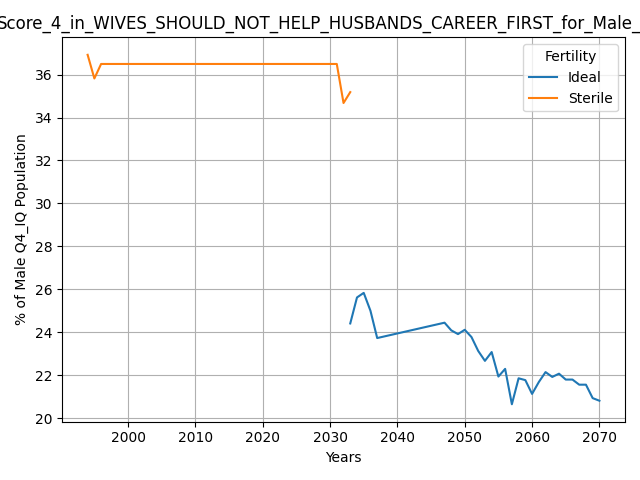 Score_4_in_WIVES_SHOULD_NOT_HELP_HUSBANDS_CAREER_FIRST_for_Male_
Fertility
Ideal
Sterile
% of Male Q4_IQ Population
36
34
32
30
28
26
24
22
20
2000 2010 2020 2030 2040 2050 2060 2070
Years